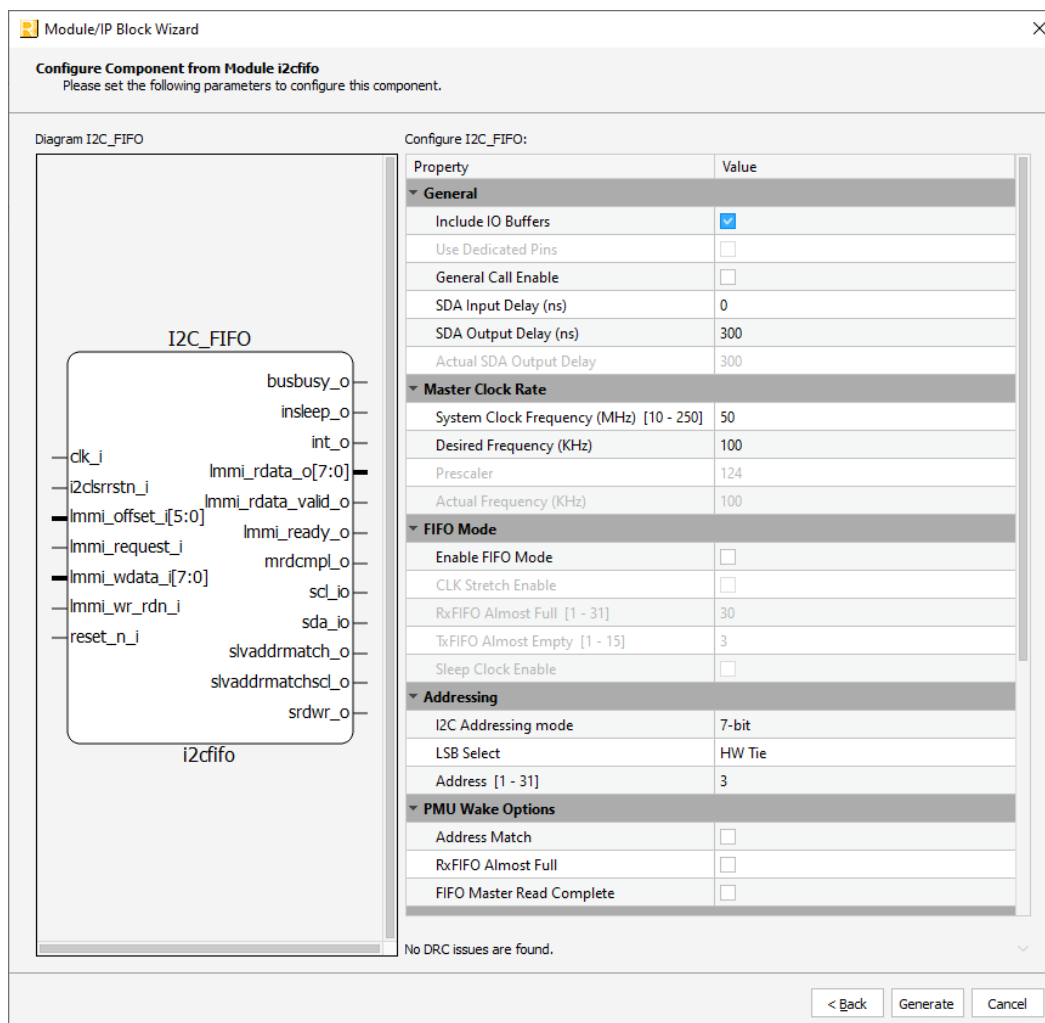 Module/IP Block Wizard
Configure Component from Module i2cfifo
Please set the following parameters to configure this component.
Diagram I2C_FIFO
I2C_FIFO
busbusy_o
insleep_o
int_o
clk_i
lmmi_rdata_o[7:0]
i2clsrrstn_i
lmmi_rdata_valid_o
lmmi_offset_i[5:0]
lmmi_ready_o
lmmi_request_i
mrdcmpl_o
lmmi_wdata_i[7:0]
scl_io
lmmi_wr_rdn_i
sda_io
reset_n_i
slvaddrmatch_o
slvaddrmatchscl_o
srdwr_o
i2cfifo
Configure I2C_FIFO:
Property Value
General
Include IO Buffers
Use Dedicated Pins
General Call Enable
SDA Input Delay (ns) 0
SDA Output Delay (ns) 300
Actual SDA Output Delay 300
Master Clock Rate
System Clock Frequency (MHz) [10 - 250] 50
Desired Frequency (KHz) 100
Prescaler 124
Actual Frequency (KHz) 100
FIFO Mode
Enable FIFO Mode
CLK Stretch Enable
RxFIFO Almost Full [1 - 31] 30
TxFIFO Almost Empty [1 - 15] 3
Sleep Clock Enable
Addressing
I2C Addressing mode 7-bit
LSB Select HW Tie
Address [1 - 31] 3
PMU Wake Options
Address Match
RxFIFO Almost Full
FIFO Master Read Complete
No DRC issues are found.
< Back Generate Cancel